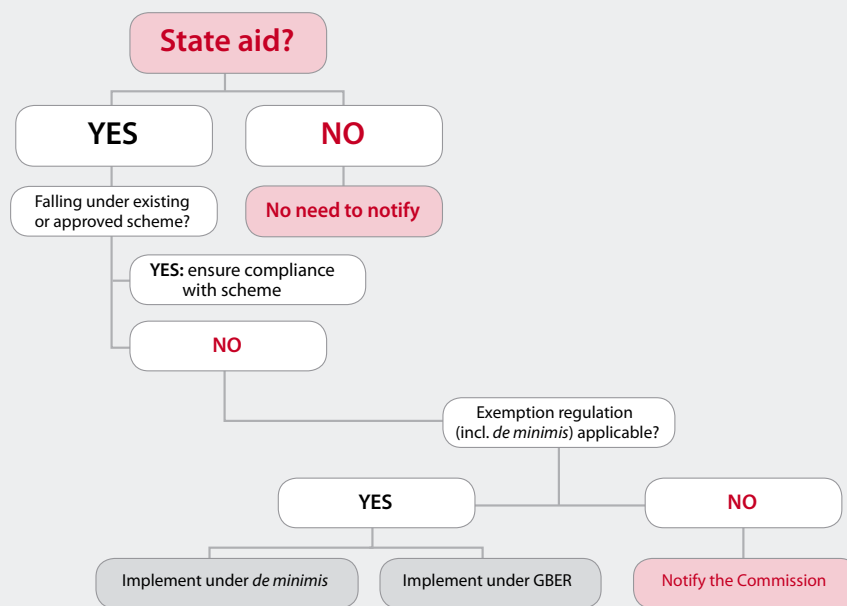 State aid?
YES
NO
Falling under existing
or approved scheme?
No need to notify
YES: ensure compliance
with scheme
NO
Exemption regulation
(incl. de minimis) applicable?
YES
NO
Implement under de minimis
Implement under GBER
Notify the Commission